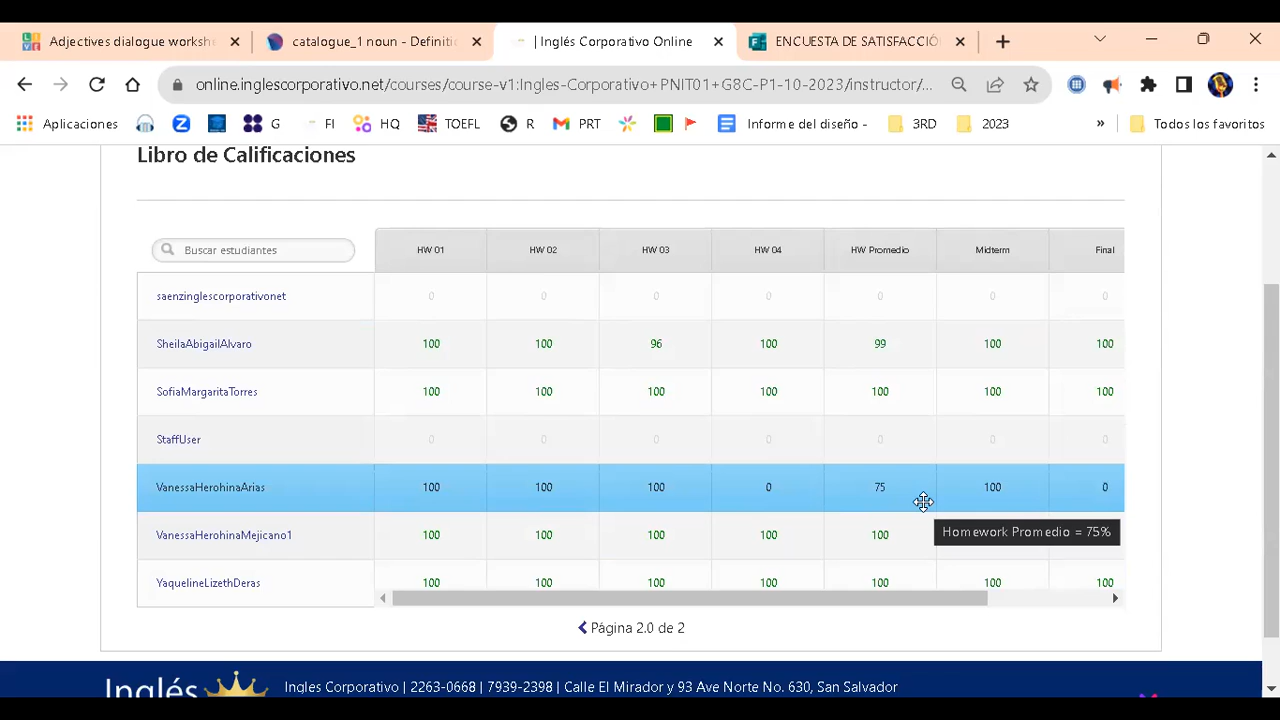 Adjectives dialogue worksh
catalogue_1 noun - Definiti
| Inglés Corporativo Online
ENCUESTA DE SATISFACCIÓ
online.inglescorporativo.net/courses/course-v1:Ingles-Corporativo+PNIT01+G8C-P1-10-2023/instructor/...
Aplicaciones G FI HQ TOEFL R PRT Informe del diseño - 3RD 2023 » Todos los favoritos
Libro de Calificaciones
Buscar estudiantes HW 01 HW 02 HW 03 HW 04 HW Promedio Midterm Final
saenzinglescorporativonet 0 0 0 0 0 0 0
SheilaAbigailAlvaro 100 100 96 100 99 100 100
SofiaMargaritaTorres 100 100 100 100 100 100 100
StaffUser 0 0 0 0 0 0 0
VanessaHerohinaArias 100 100 100 0 75 100 0
Homework Promedio = 75%
VanessaHerohinaMejicano1 100 100 100 100 100
YaquelineLizethDeras 100 100 100 100 100 100 100
Página 2.0 de 2
Inglés
Ingles Corporativo | 2263-0668 | 7939-2398 | Calle El Mirador y 93 Ave Norte No. 630, San Salvador